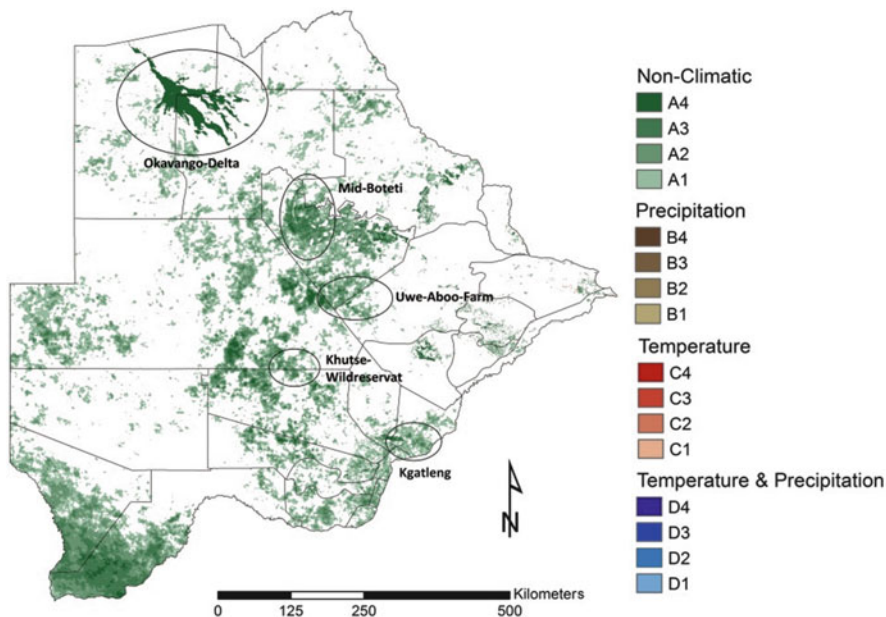 Okavango-Delta
Mid-Boteti
Uwe-Aboo-Farm
Khutse-
Wildreservat
Kgatleng
N
Kilometers
0 125 250 500
Non-Climatic
A4
A3
A2
A1
Precipitation
B4
B3
B2
B1
Temperature
C4
C3
C2
C1
Temperature & Precipitation
D4
D3
D2
D1